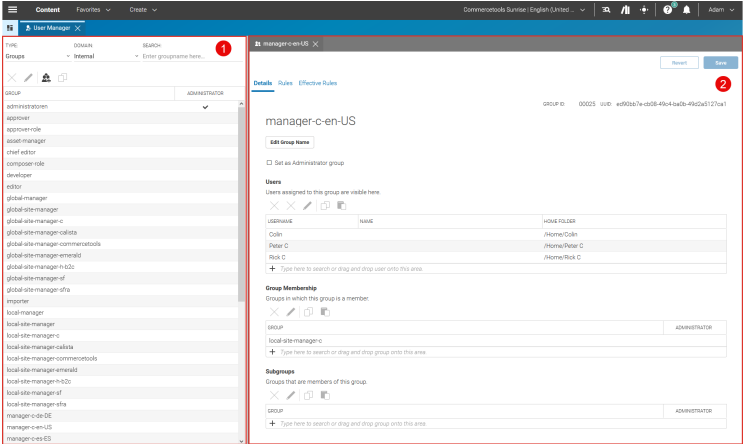 Content Favorites Create Commercetools Sunrise | English (United ... Adam
User Manager
TYPE: DOMAIN: SEARCH:
Groups Internal Enter groupname here...
1
GROUP ADMINISTRATOR
administratoren
approver
approver-role
asset-manager
chief editor
composer-role
developer
editor
global-manager
global-site-manager
global-site-manager-c
global-site-manager-calista
global-site-manager-commercetools
global-site-manager-emerald
global-site-manager-h-b2c
global-site-manager-sf
global-site-manager-sfra
importer
local-manager
local-site-manager
local-site-manager-c
local-site-manager-calista
local-site-manager-commercetools
local-site-manager-emerald
local-site-manager-h-b2c
local-site-manager-sf
local-site-manager-sfra
manager-c-de-DE
manager-c-en-US
manager-c-es-ES
manager-c-en-US
Revert Save
Details Rules Effective Rules
2
GROUP ID: 00025 UUID: ed90bb7e-cb08-49c4-ba0b-49d2a5127ca1
manager-c-en-US
Edit Group Name
Set as Administrator group
Users
Users assigned to this group are visible here.
USERNAME NAME HOME FOLDER
Colin /Home/Colin
Peter C /Home/Peter C
Rick C /Home/Rick C
Type here to search or drag and drop user onto this area.
Group Membership
Groups in which this group is a member.
GROUP ADMINISTRATOR
local-site-manager-c
Type here to search or drag and drop group onto this area
Subgroups
Groups that are members of this group.
GROUP ADMINISTRATOR
Type here to search or drag and drop group onto this area